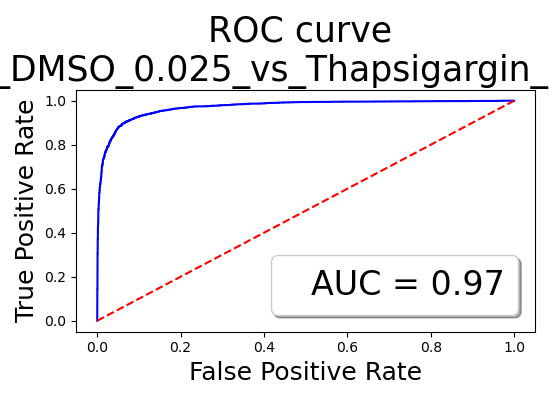 ROC curve
_DMSO_0.025_vs_Thapsigargin_
True Positive Rate
1.0
0.8
0.6
0.4
0.2
0.0
AUC = 0.97
0.0 0.2 0.4 0.6 0.8 1.0
False Positive Rate